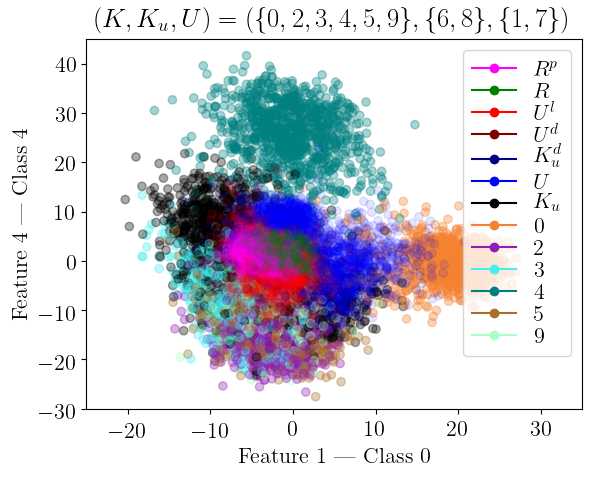 (K, K_u, U) = ({0, 2, 3, 4, 5, 9}, {6, 8}, {1, 7})
40
30
20
10
0
−10
−20
−30
Feature 4 — Class 4
−20 −10 0 10 20 30
Feature 1 — Class 0
R^p
R
U^l
U^d
K_u^d
U
K_u
0
2
3
4
5
9